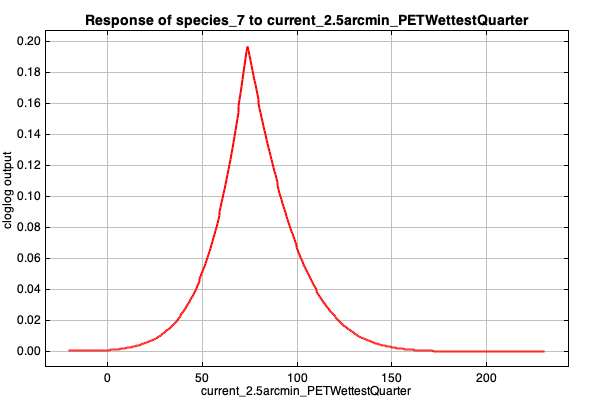 Response of species_7 to current_2.5arcmin_PETWettestQuarter
0.20
0.18
0.16
0.14
0.12
0.10
0.08
0.06
0.04
0.02
0.00
cloglog output
0 50 100 150 200
current_2.5arcmin_PETWettestQuarter